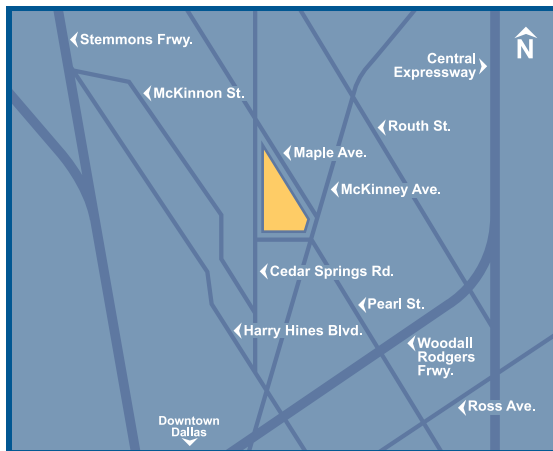 Stemmons Frwy.
N
Central
Expressway
McKinnon St.
Routh St.
Maple Ave.
McKinney Ave.
Cedar Springs Rd.
Pearl St.
Harry Hines Blvd.
Woodall
Rodgers
Frwy.
Ross Ave.
Downtown
Dallas